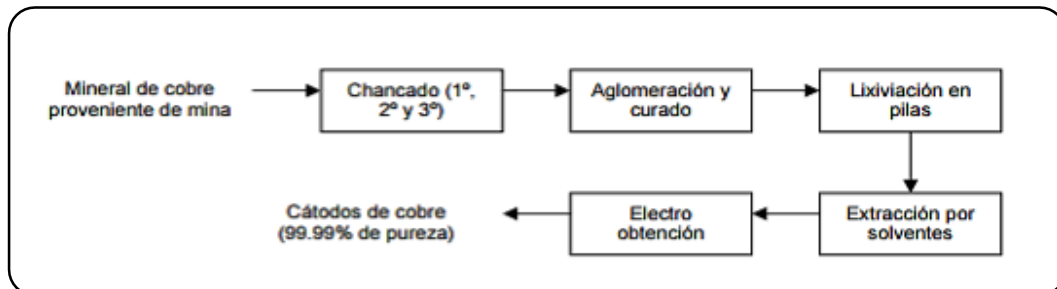 Mineral de cobre
proveniente de mina
Chancado (1º,
2º y 3º)
Aglomeración y
curado
Lixiviación en
pilas
Extracción por
solventes
Electro
obtención
Cátodos de cobre
(99.99% de pureza)